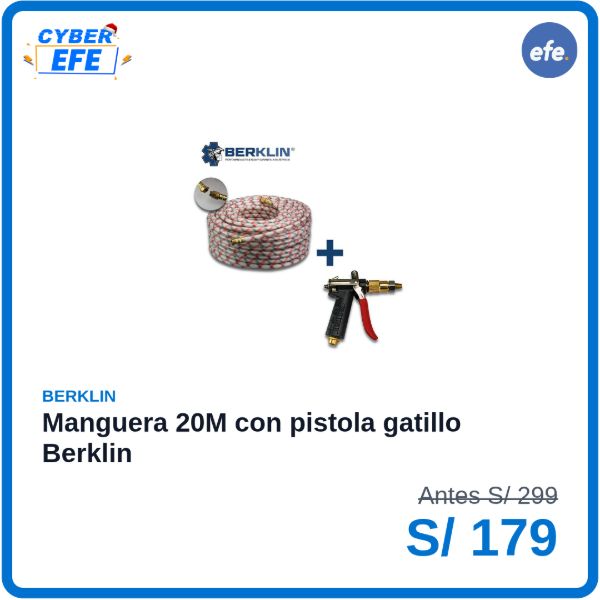 CYBER
EFE
efe.
BERKLIN®
BERKLIN
Manguera 20M con pistola gatillo
Berklin
Antes S/ 299
S/ 179